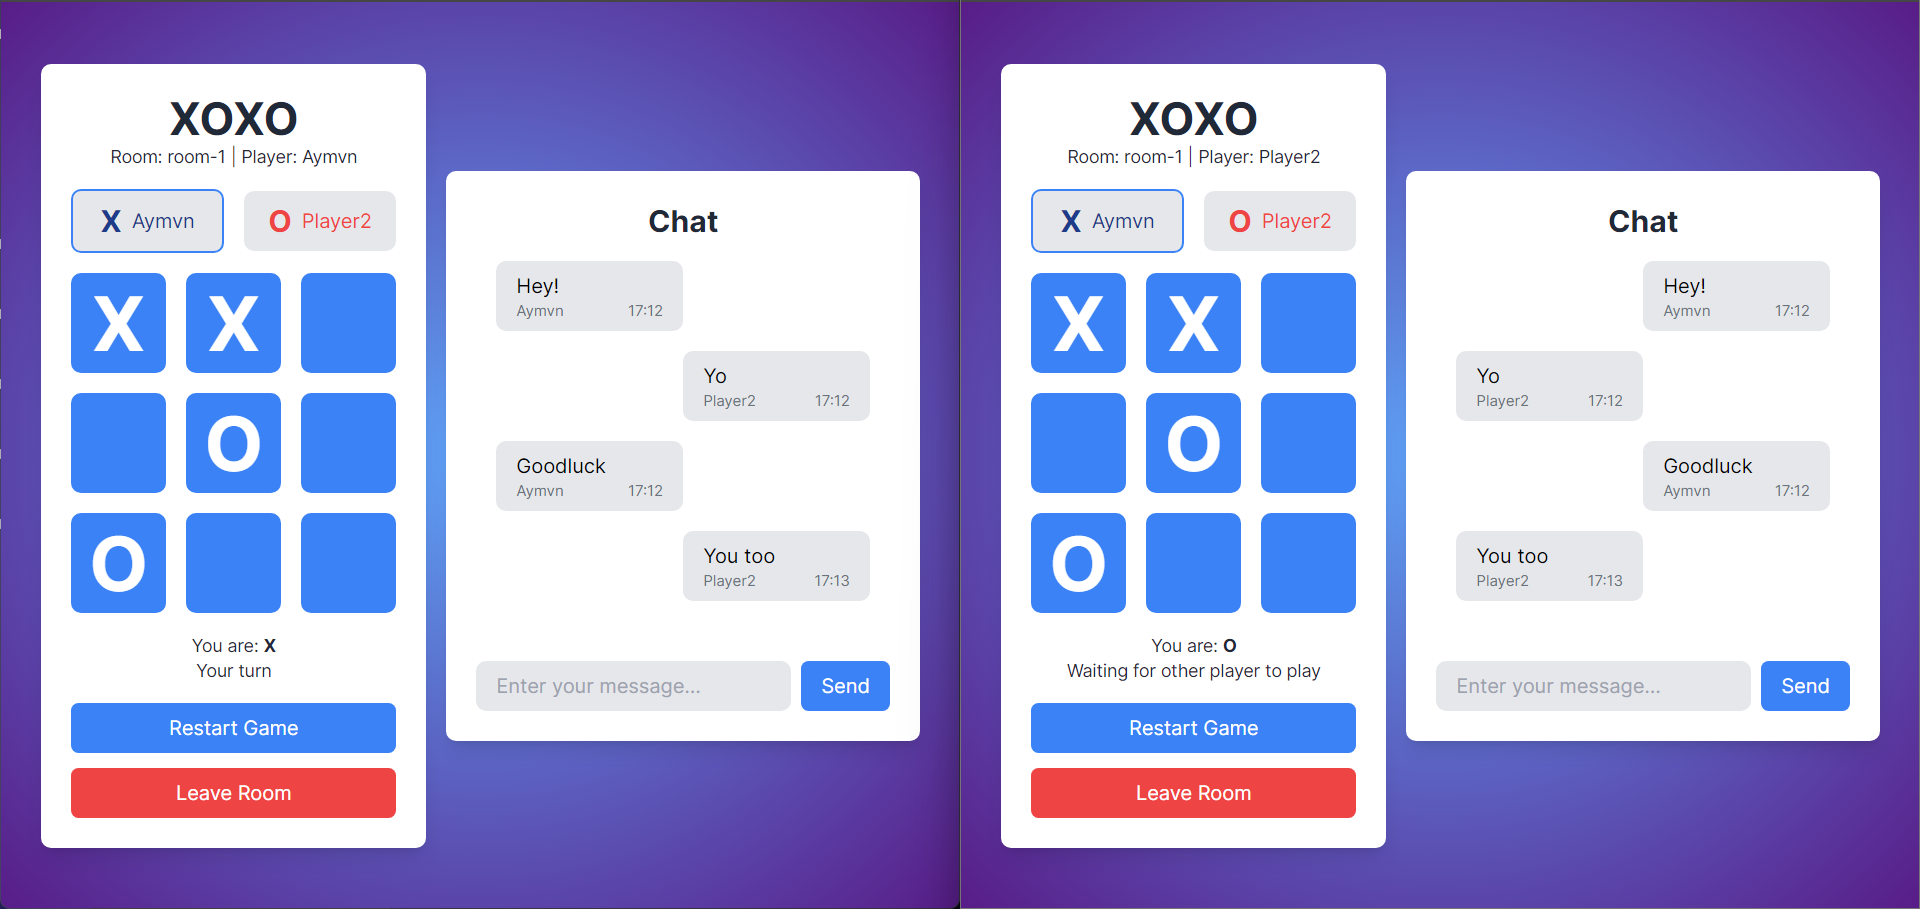 XOXO
Room: room-1 | Player: Aymvn
X Aymvn
O Player2
X X
O
O
You are: X
Your turn
Restart Game
Leave Room
Chat
Hey!
Aymvn 17:12
Yo
Player2 17:12
Goodluck
Aymvn 17:12
You too
Player2 17:13
Enter your message...
Send
XOXO
Room: room-1 | Player: Player2
X Aymvn
O Player2
X X
O
O
You are: O
Waiting for other player to play
Restart Game
Leave Room
Chat
Hey!
Aymvn 17:12
Yo
Player2 17:12
Goodluck
Aymvn 17:12
You too
Player2 17:13
Enter your message...
Send